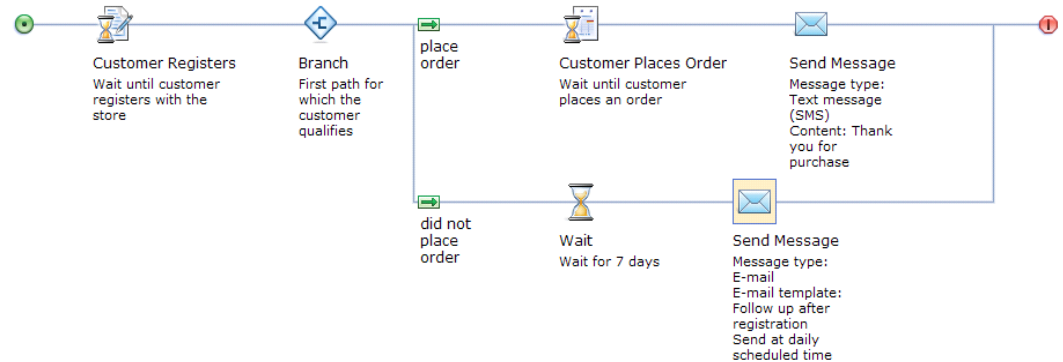 place
order
Customer Registers
Wait until customer
registers with the
store
Branch
First path for
which the
customer
qualifies
Customer Places Order
Wait until customer
places an order
Send Message
Message type:
Text message
(SMS)
Content: Thank
you for
purchase
did not
place
order
Wait
Wait for 7 days
Send Message
Message type:
E-mail
E-mail template:
Follow up after
registration
Send at daily
scheduled time